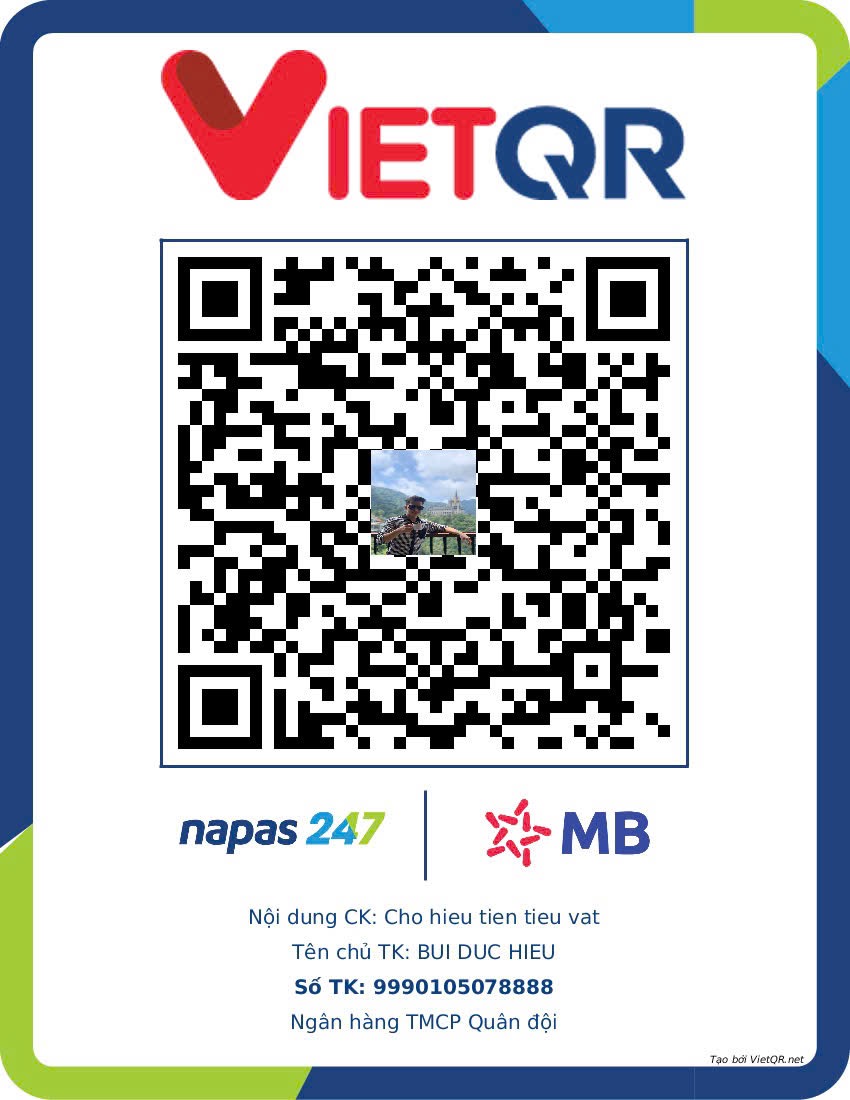 VIETQR
napas 247
MB
Nội dung CK: Cho hieu tien tieu vat
Tên chủ TK: BUI DUC HIEU
Số TK: 9990105078888
Ngân hàng TMCP Quân đội
Tạo bởi VietQR.net